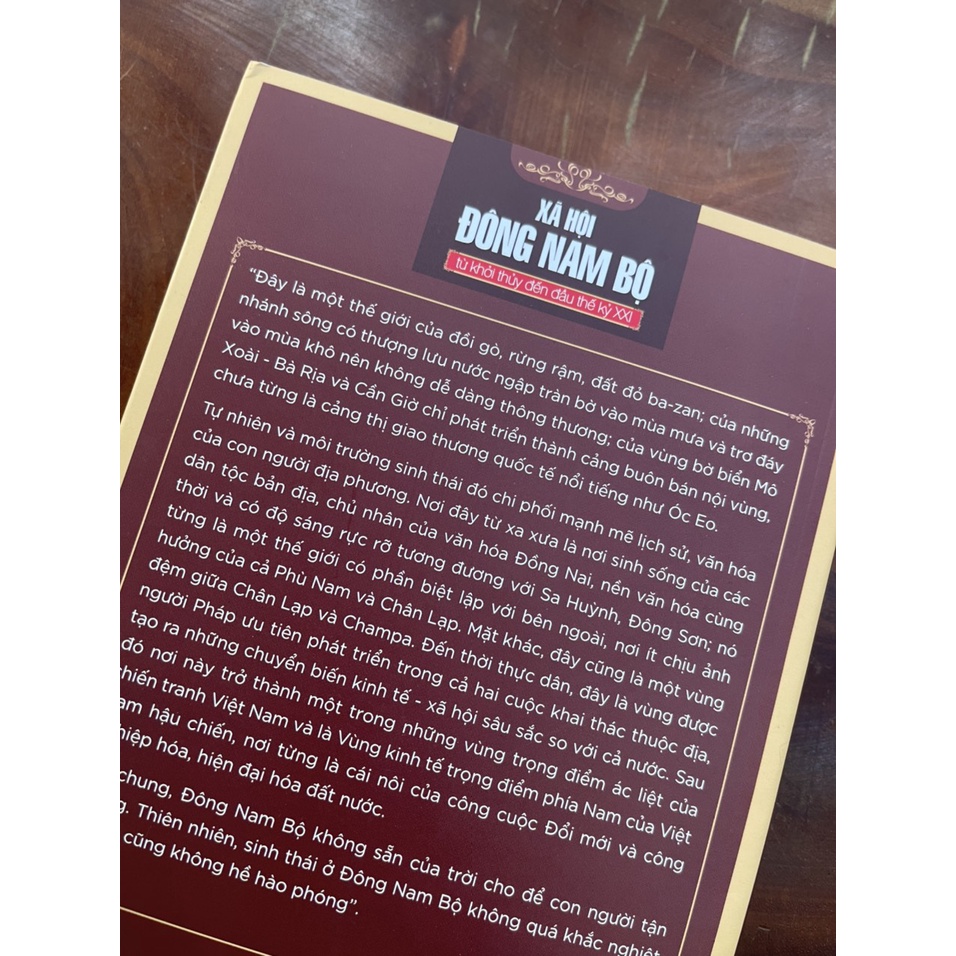 XÃ HỘI
ĐÔNG NAM BỘ
từ khởi thủy đến đầu thế kỷ XXI
“Đây là một thế giới của đồi gò, rừng rậm, đất đỏ ba-zan; của những
nhánh sông có thượng lưu nước ngập tràn bờ vào mùa mưa và trơ đáy
vào mùa khô nên không dễ dàng thông thương; của vùng bờ biển Mô
Xoài - Bà Rịa và Cần Giờ chỉ phát triển thành cảng buôn bán nội vùng,
chưa từng là cảng thị giao thương quốc tế nổi tiếng như Óc Eo.
Tự nhiên và môi trường sinh thái đó chi phối mạnh mẽ lịch sử, văn hóa
của con người địa phương. Nơi đây từ xa xưa là nơi sinh sống của các
dân tộc bản địa, chủ nhân của văn hóa Đồng Nai, nền văn hóa cùng
thời và có độ sáng rực rỡ tương đương với Sa Huỳnh, Đông Sơn; nó
từng là một thế giới có phần biệt lập với bên ngoài, nơi ít chịu ảnh
hưởng của cả Phù Nam và Chân Lạp. Mặt khác, đây cũng là một vùng
đệm giữa Chân Lạp và Champa. Đến thời thực dân, đây là vùng được
người Pháp ưu tiên phát triển trong cả hai cuộc khai thác thuộc địa,
tạo ra những chuyển biến kinh tế - xã hội sâu sắc so với cả nước. Sau
đó nơi này trở thành một trong những vùng trọng điểm ác liệt của
chiến tranh Việt Nam và là Vùng kinh tế trọng điểm phía Nam của Việt
am hậu chiến, nơi từng là cái nôi của công cuộc Đổi mới và công
hiệp hóa, hiện đại hóa đất nước.
chung, Đông Nam Bộ không sẵn của trời cho để con người tận
g. Thiên nhiên, sinh thái ở Đông Nam Bộ không quá khắc nghiệt
cũng không hề hào phóng”.